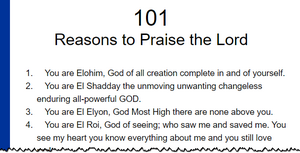 101
Reasons to Praise the Lord
1. You are Elohim, God of all creation complete in and of yourself.
2. You are El Shadday the unmoving unwanting changeless
enduring all-powerful GOD.
3. You are El Elyon, God Most High there are none above you.
4. You are El Roi, God of seeing; who saw me and saved me. You
see my heart you know everything about me and you still love